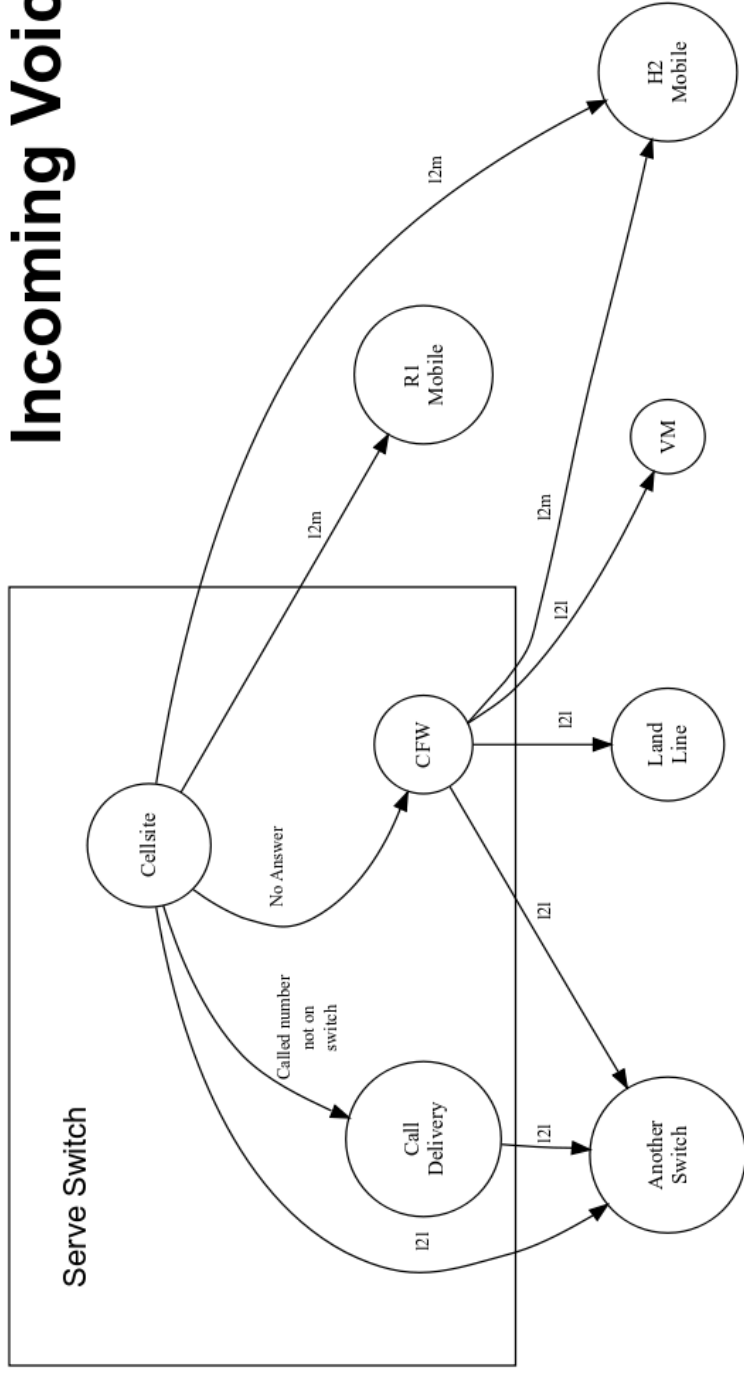 Incoming Voic
Serve Switch
Cellsite
l2m
l2m
No Answer
Called number
not on
switch
l2l
Call
Delivery
CFW
R1
Mobile
l2l
l2l
l2l
l2l
l2m
Another
Switch
Land
Line
VM
H2
Mobile